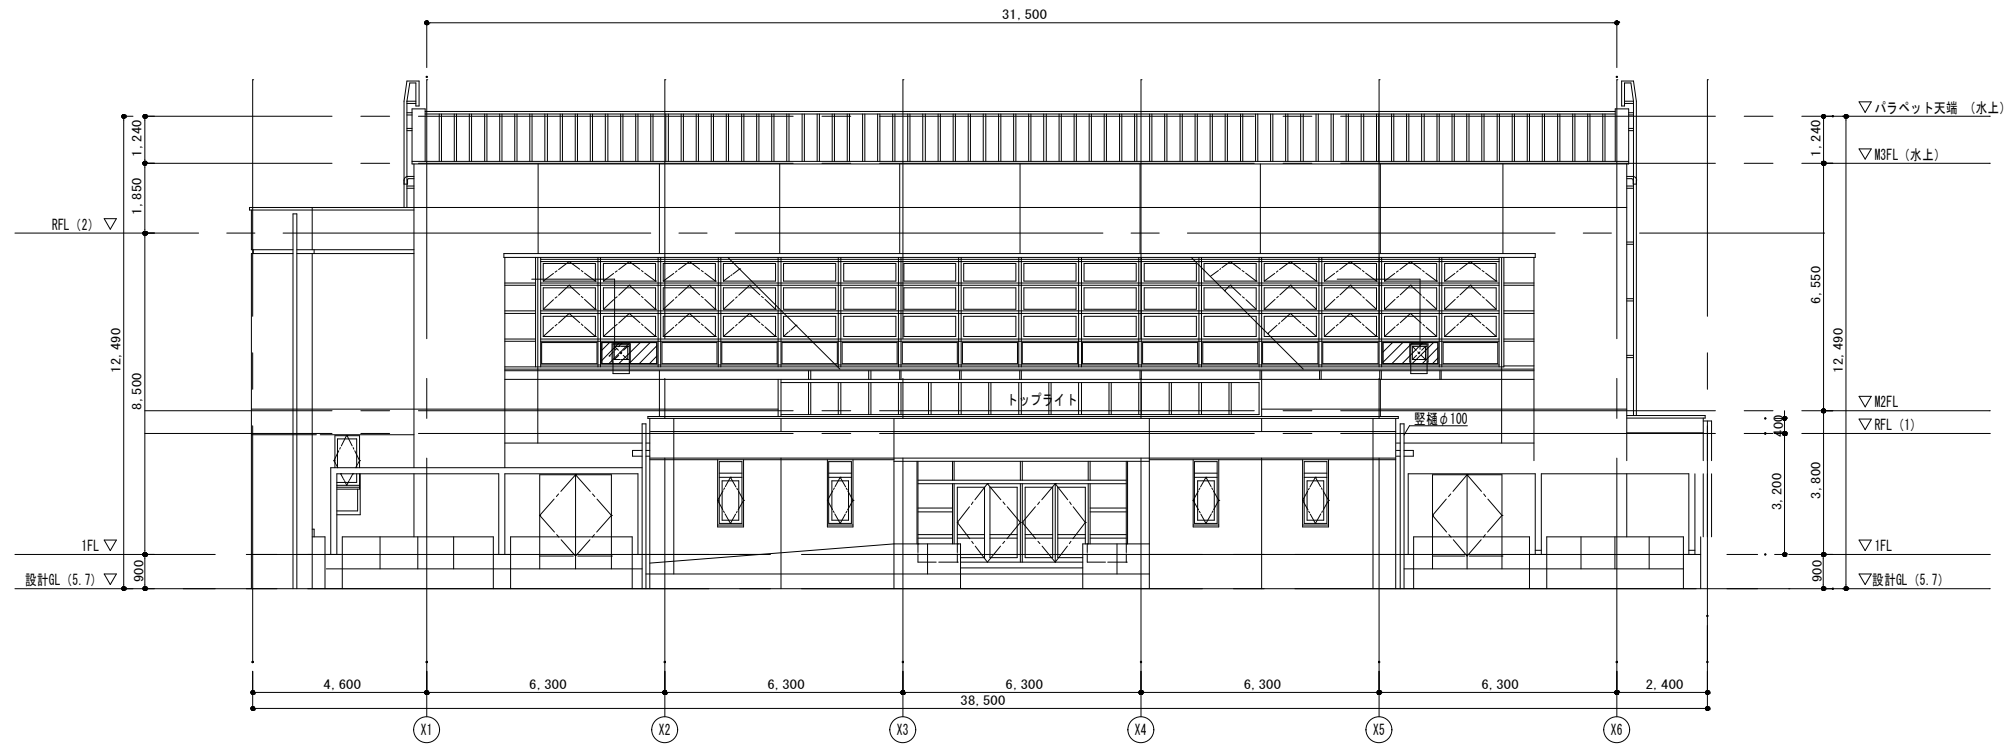 31,500
▽パラペット天端 (水上)
1,240
1,240
▽M3FL (水上)
1,850
RFL (2) ▽
6,550
12,490
12,490
8,500
トップライト
▽M2FL
竪樋φ100
400
▽RFL (1)
3,800
3,200
1FL ▽
▽1FL
900
900
設計GL (5.7) ▽
▽設計GL (5.7)
4,600
6,300
6,300
6,300
6,300
6,300
2,400
38,500
X1
X2
X3
X4
X5
X6